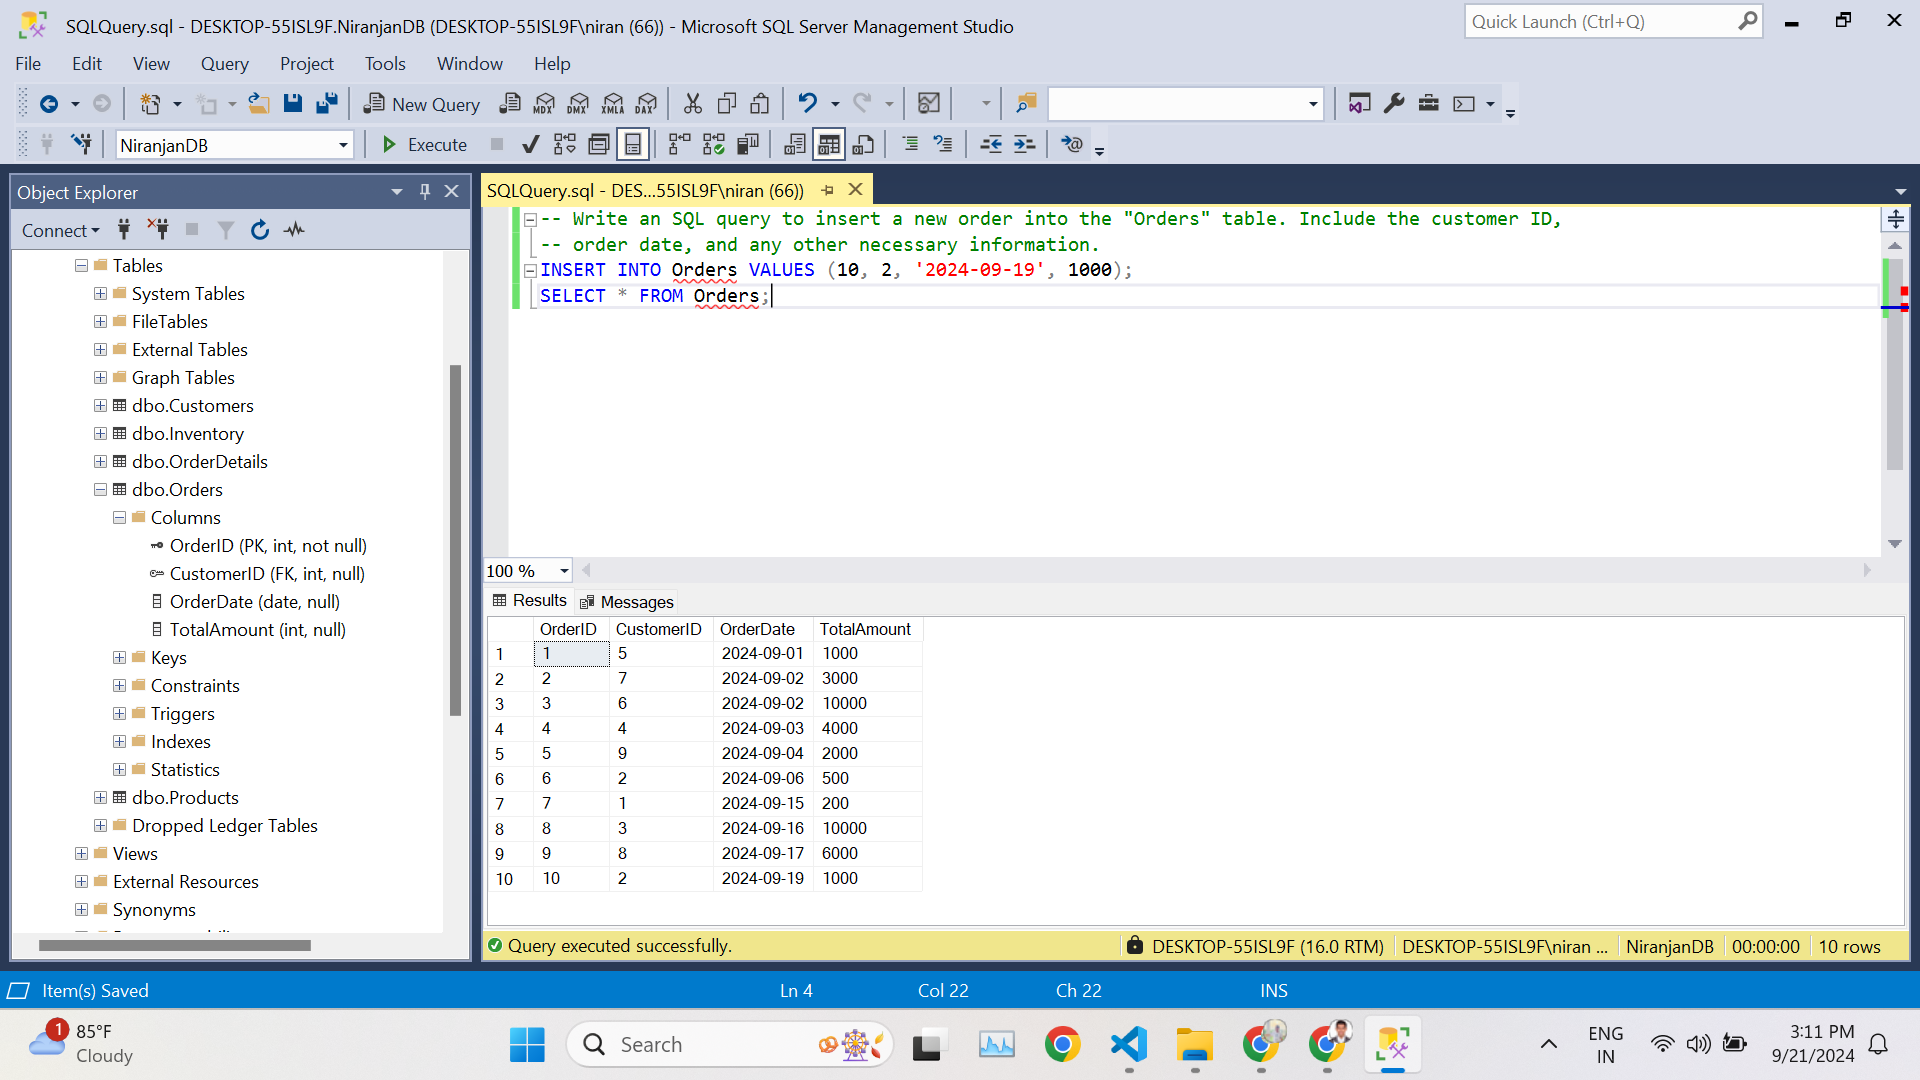 SQLQuery.sql - DESKTOP-55ISL9F.NiranjanDB (DESKTOP-55ISL9F\niran (66)) - Microsoft SQL Server Management Studio
Quick Launch (Ctrl+Q)
File Edit View Query Project Tools Window Help
New Query MDX DMX XMLA DAX
NiranjanDB Execute
Object Explorer
Connect
Tables
System Tables
FileTables
External Tables
Graph Tables
dbo.Customers
dbo.Inventory
dbo.OrderDetails
dbo.Orders
Columns
OrderID (PK, int, not null)
CustomerID (FK, int, null)
OrderDate (date, null)
TotalAmount (int, null)
Keys
Constraints
Triggers
Indexes
Statistics
dbo.Products
Dropped Ledger Tables
Views
External Resources
Synonyms
SQLQuery.sql - DES...55ISL9F\niran (66))
-- Write an SQL query to insert a new order into the "Orders" table. Include the customer ID,
-- order date, and any other necessary information.
INSERT INTO Orders VALUES (10, 2, '2024-09-19', 1000);
SELECT * FROM Orders;
100 %
Results Messages
OrderID CustomerID OrderDate TotalAmount
1 1 5 2024-09-01 1000
2 2 7 2024-09-02 3000
3 3 6 2024-09-02 10000
4 4 4 2024-09-03 4000
5 5 9 2024-09-04 2000
6 6 2 2024-09-06 500
7 7 1 2024-09-15 200
8 8 3 2024-09-16 10000
9 9 8 2024-09-17 6000
10 10 2 2024-09-19 1000
Query executed successfully. DESKTOP-55ISL9F (16.0 RTM) DESKTOP-55ISL9F\niran ... NiranjanDB 00:00:00 10 rows
Item(s) Saved Ln 4 Col 22 Ch 22 INS
1 85°F
Cloudy
Search
ENG
IN
3:11 PM
9/21/2024